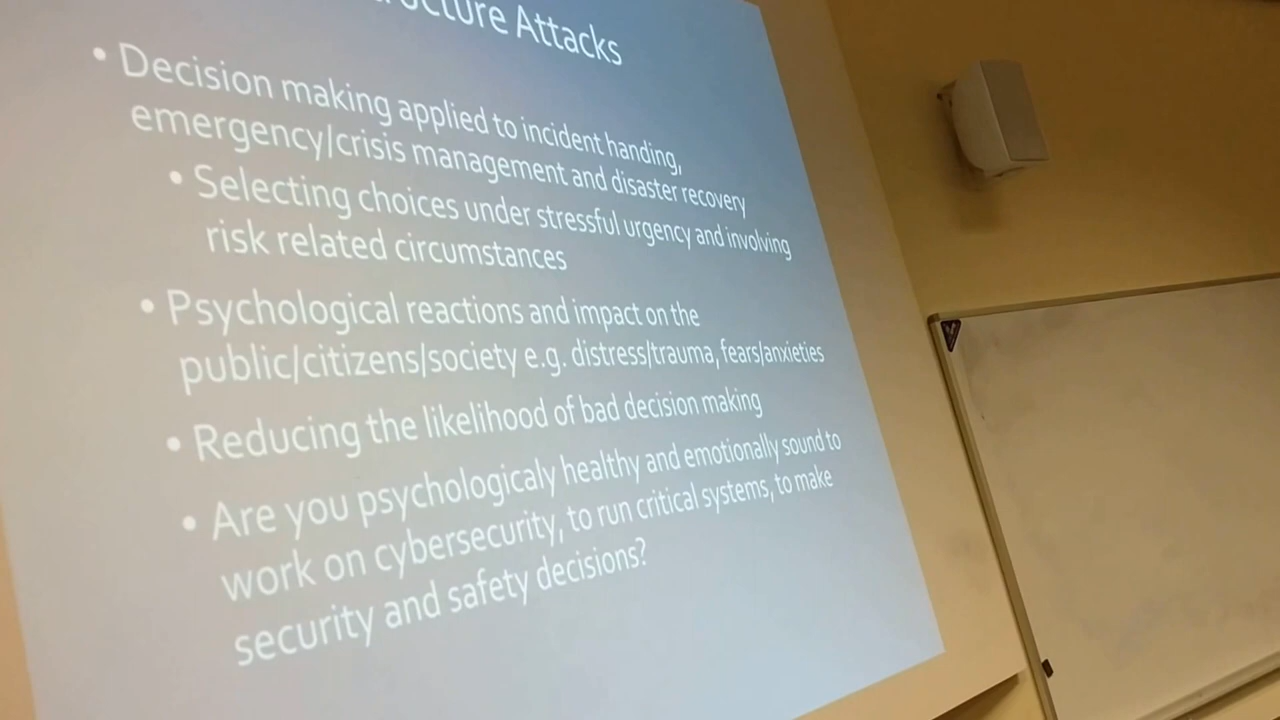 ructure Attacks
• Decision making applied to incident handing,
emergency/crisis management and disaster recovery
• Selecting choices under stressful urgency and involving
risk related circumstances
• Psychological reactions and impact on the
public/citizens/society e.g. distress/trauma, fears/anxieties
• Reducing the likelihood of bad decision making
• Are you psychologicaly healthy and emotionally sound to
work on cybersecurity, to run critical systems, to make
security and safety decisions?